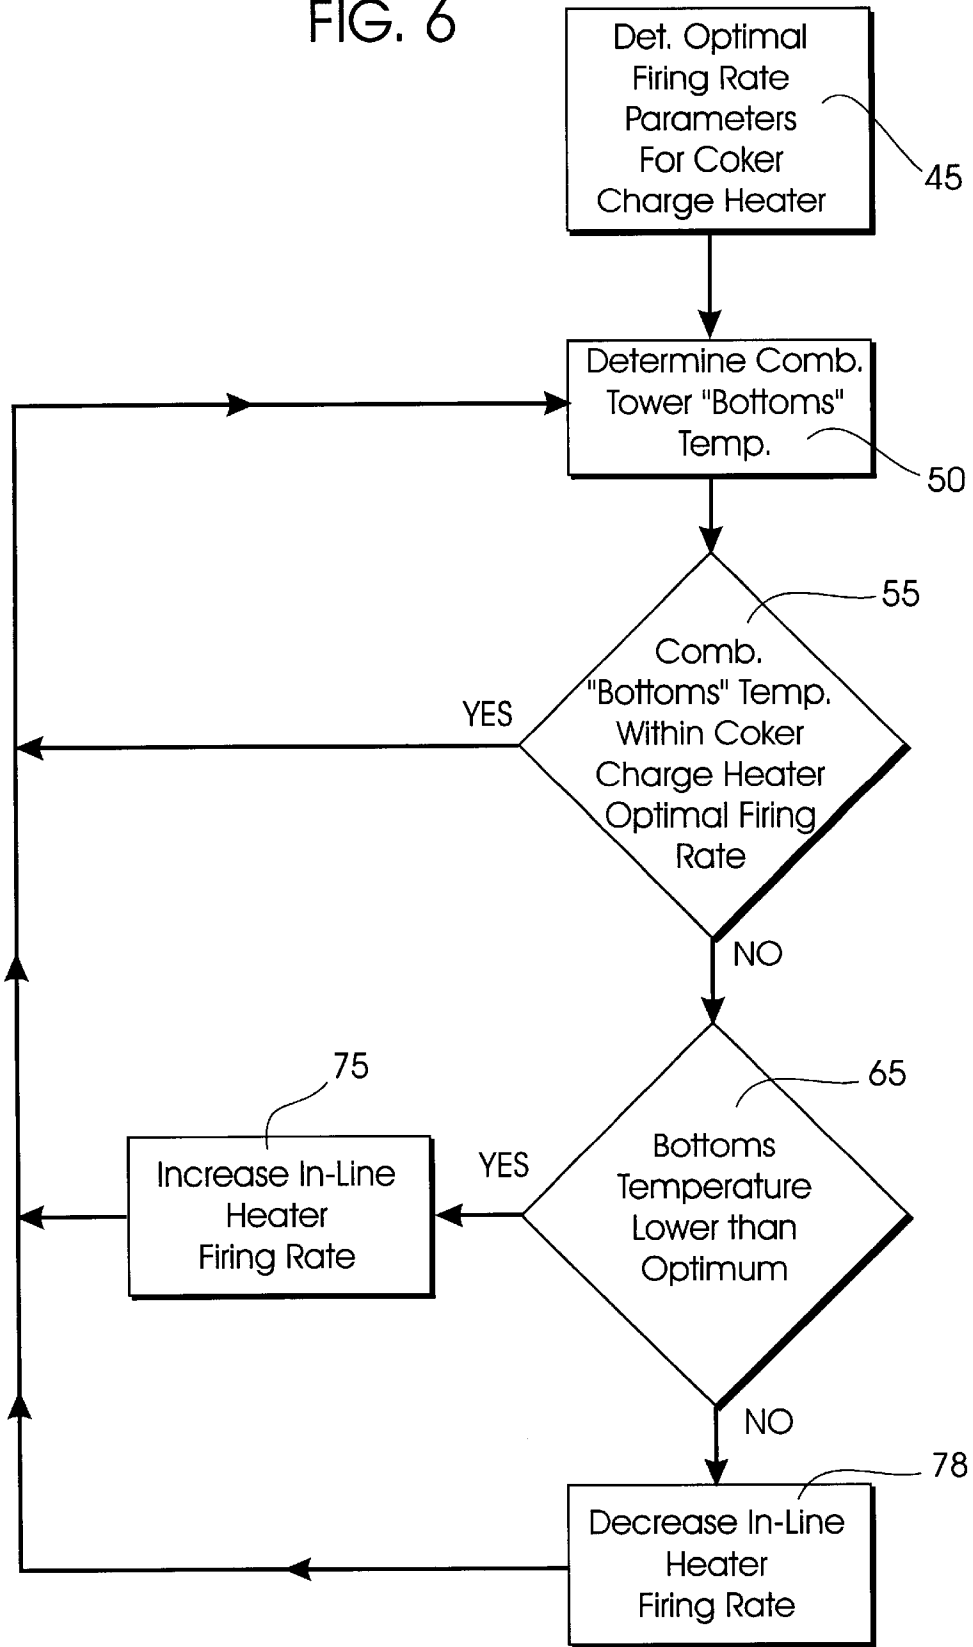 FIG. 6
Det. Optimal
Firing Rate
Parameters
For Coker
Charge Heater
45
Determine Comb.
Tower "Bottoms"
Temp.
50
55
Comb.
"Bottoms" Temp.
Within Coker
Charge Heater
Optimal Firing
Rate
YES
NO
65
Bottoms
Temperature
Lower than
Optimum
YES
75
Increase In-Line
Heater
Firing Rate
NO
78
Decrease In-Line
Heater
Firing Rate